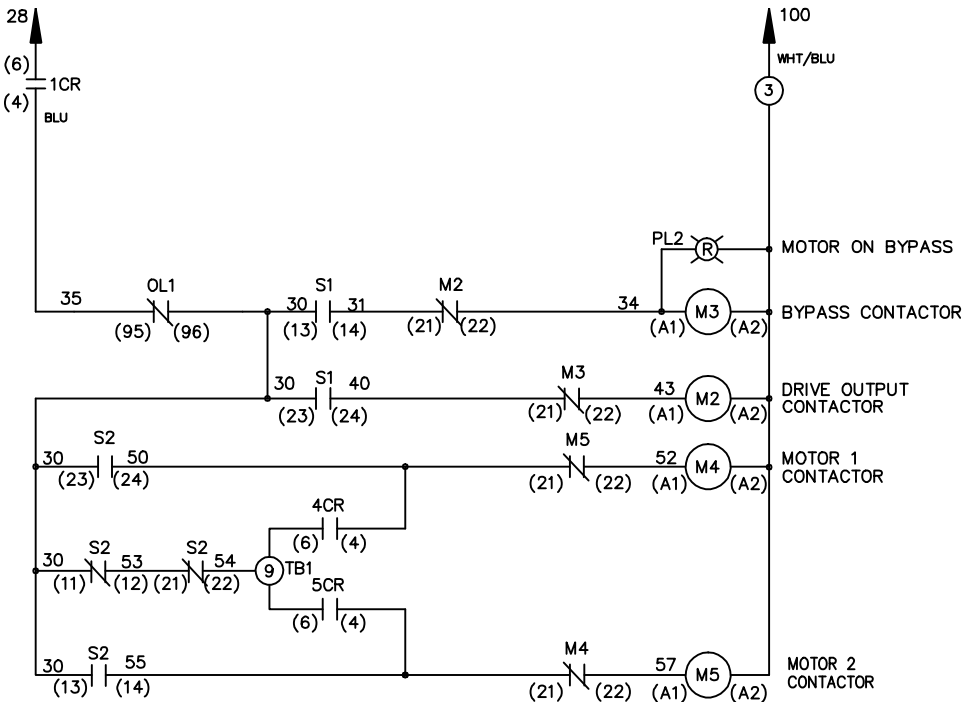 28
100
(6)
WHT/BLU
1CR
3
(4)
BLU
PL2
R
MOTOR ON BYPASS
35
OL1
30
S1
31
M2
34
M3
BYPASS CONTACTOR
(95)
(96)
(13)
(14)
(21)
(22)
(A1)
(A2)
30
S1
40
M3
43
M2
DRIVE OUTPUT
CONTACTOR
(23)
(24)
(21)
(22)
(A1)
(A2)
30
S2
50
M5
52
M4
MOTOR 1
CONTACTOR
(23)
(24)
(21)
(22)
(A1)
(A2)
4CR
(6)
(4)
30
S2
53
S2
54
9
TB1
(11)
(12)
(21)
(22)
5CR
(6)
(4)
30
S2
55
M4
57
M5
MOTOR 2
CONTACTOR
(13)
(14)
(21)
(22)
(A1)
(A2)